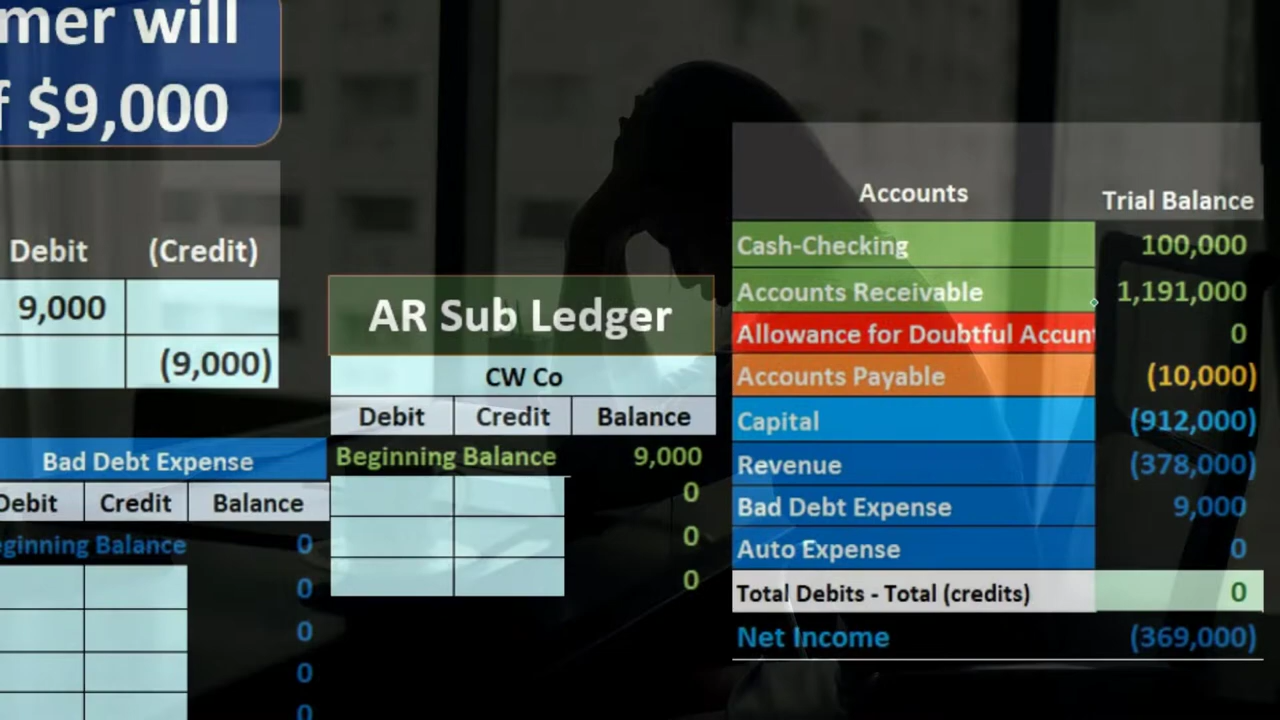 mer will
f $9,000
Debit (Credit)
9,000
(9,000)
Bad Debt Expense
Debit Credit Balance
eginning Balance 0
0
0
0
0
AR Sub Ledger
CW Co
Debit Credit Balance
Beginning Balance 9,000
0
0
0
Accounts Trial Balance
Cash-Checking 100,000
Accounts Receivable 1,191,000
Allowance for Doubtful Accun 0
Accounts Payable (10,000)
Capital (912,000)
Revenue (378,000)
Bad Debt Expense 9,000
Auto Expense 0
Total Debits - Total (credits) 0
Net Income (369,000)